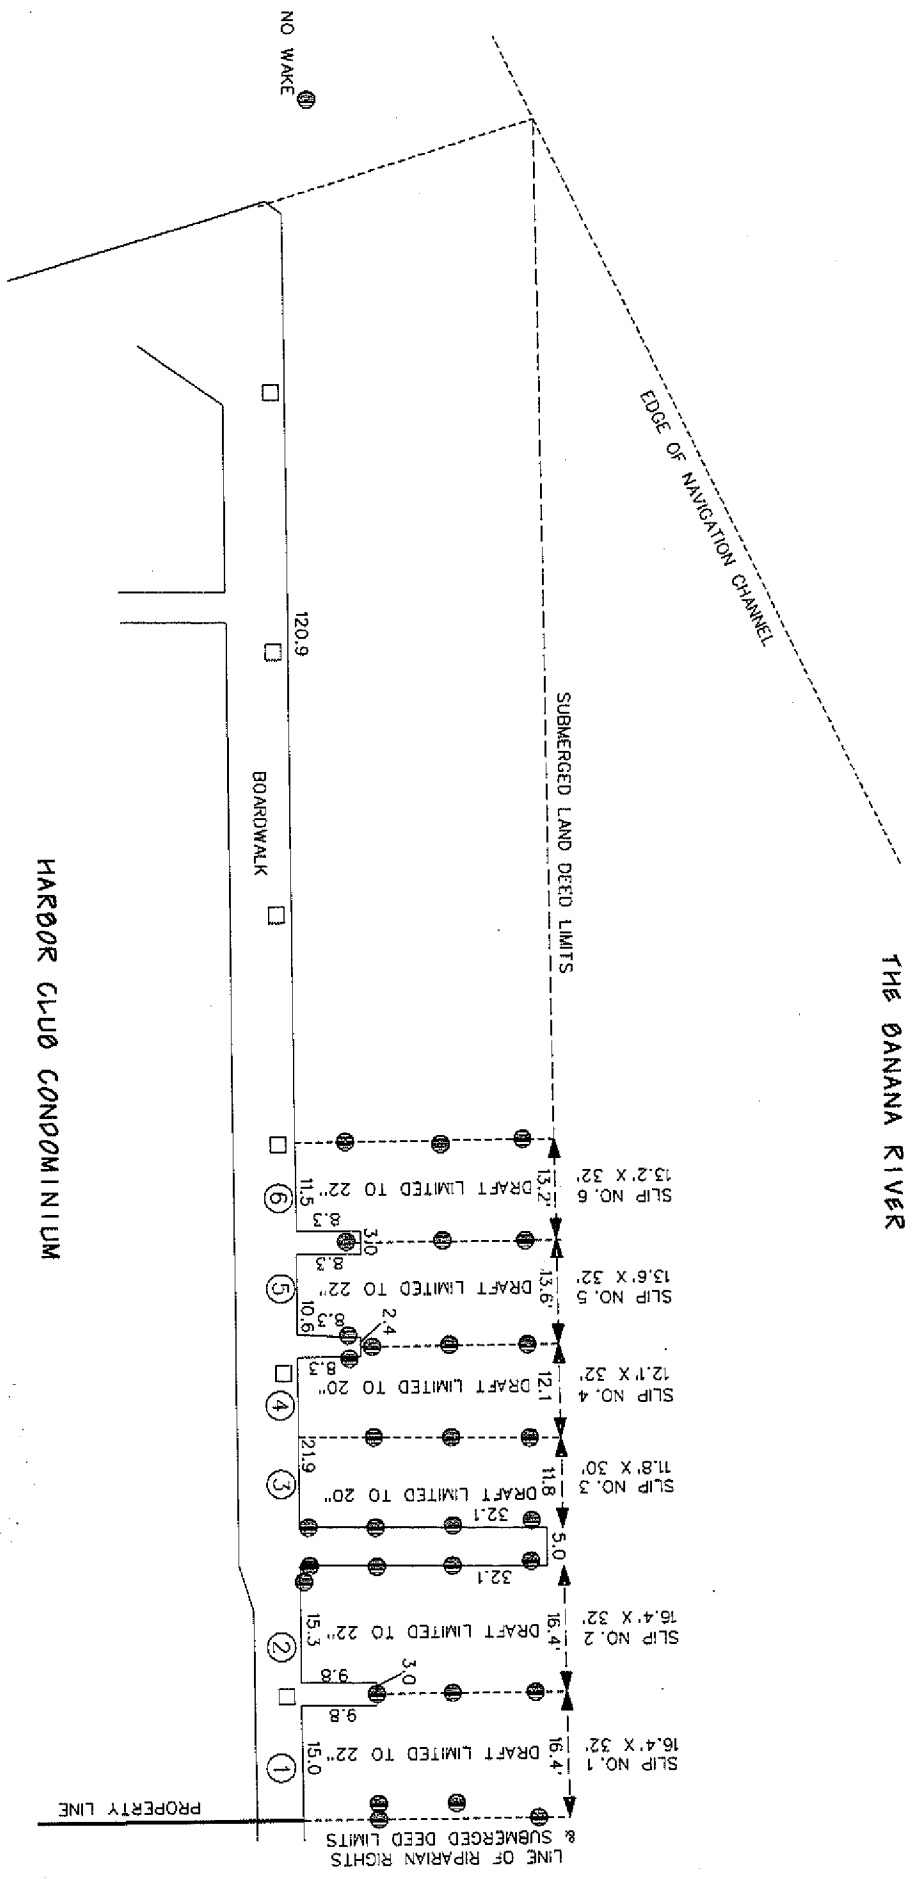 NO WAKE
EDGE OF NAVIGATION CHANNEL
THE BANANA RIVER
SUBMERGED LAND DEED LIMITS
120.9
BOARDWALK
HARBOR CLUB CONDOMINIUM
SLIP NO. 6
13.2' X 32'
13.2'
DRAFT LIMITED TO 22"
11.5
6
8.3
3.0
8.3
SLIP NO. 5
13.6' X 32'
13.6'
DRAFT LIMITED TO 22"
10.6
5
8.3
2.4
8.3
SLIP NO. 4
12.1' X 32'
12.1
DRAFT LIMITED TO 20"
4
21.9
SLIP NO. 3
11.8' X 30'
11.8
DRAFT LIMITED TO 20"
3
32.1
5.0
32.1
SLIP NO. 2
16.4' X 32'
16.4'
DRAFT LIMITED TO 22"
15.3
2
9.8
3.0
9.8
SLIP NO. 1
16.4' X 32'
16.4'
DRAFT LIMITED TO 22"
15.0
1
PROPERTY LINE
LINE OF RIPARIAN RIGHTS
& SUBMERGED DEED LIMITS